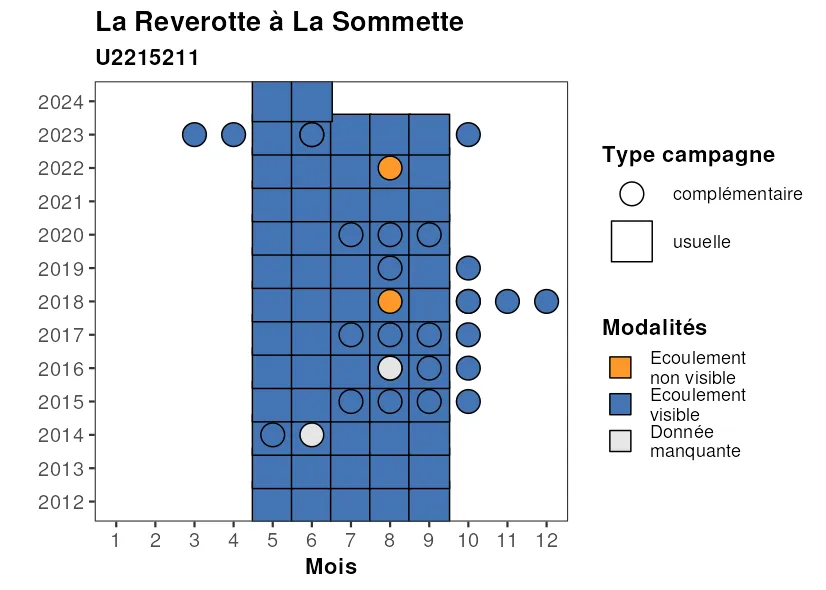 La Reverotte à La Sommette
U2215211
2024
2023
2022
2021
2020
2019
2018
2017
2016
2015
2014
2013
2012
1 2 3 4 5 6 7 8 9 10 11 12
Mois
Type campagne
complémentaire
usuelle
Modalités
Ecoulement
non visible
Ecoulement
visible
Donnée
manquante